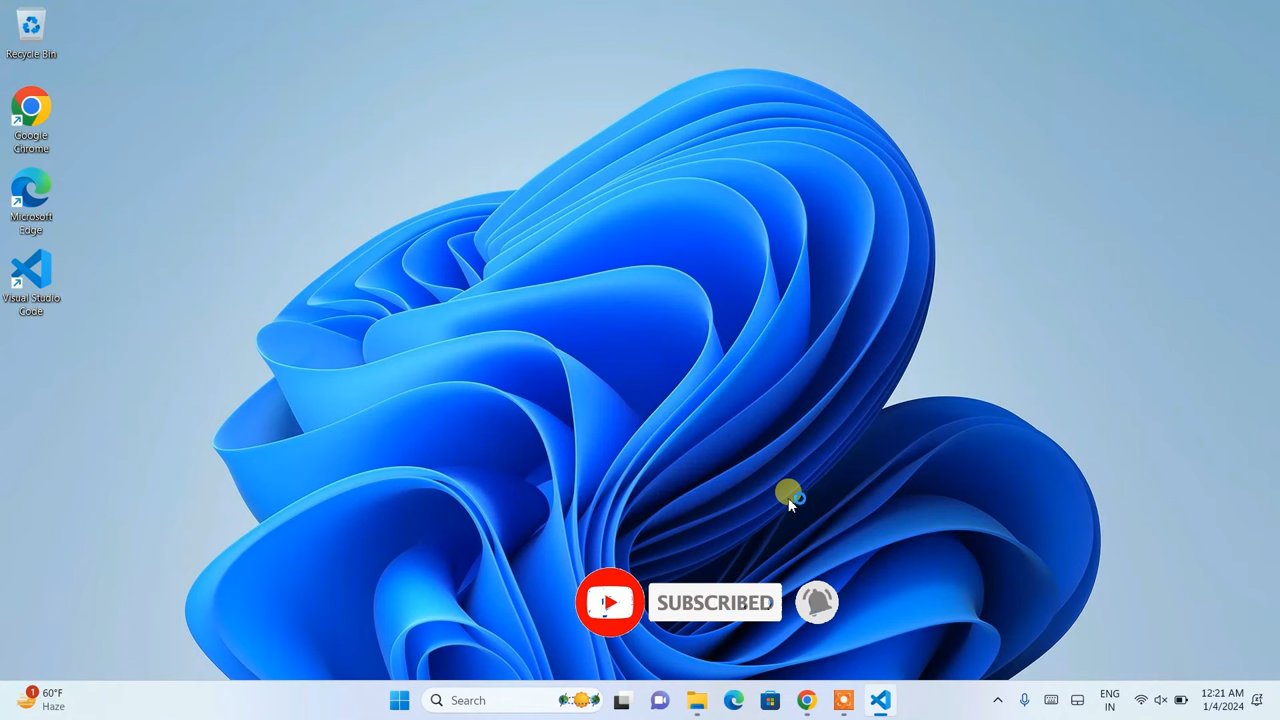 Recycle Bin
Google
Chrome
Microsoft
Edge
Visual Studio
Code
SUBSCRIBED
1
60°F
Haze
Search
ENG
IN
12:21 AM
1/4/2024